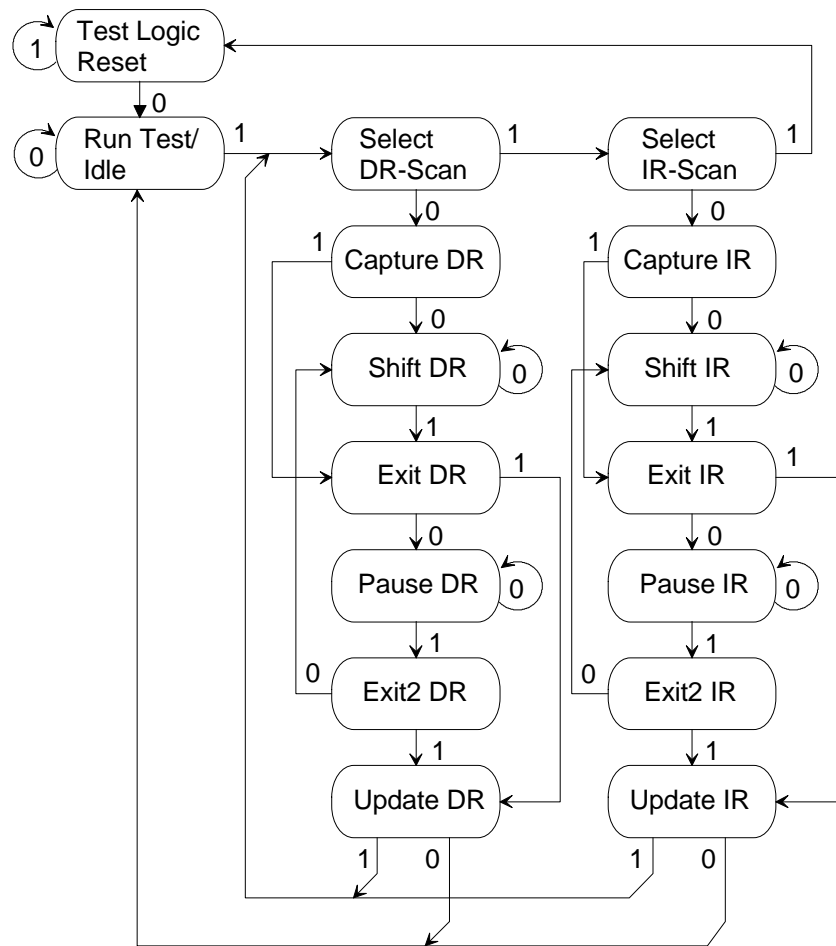 Test Logic
Reset
1
0
Run Test/
Idle
0
1
Select
DR-Scan
1
Select
IR-Scan
1
0
0
1
Capture DR
1
Capture IR
0
0
Shift DR
0
Shift IR
0
1
1
Exit DR
1
Exit IR
1
0
0
Pause DR
0
Pause IR
0
1
1
0
Exit2 DR
0
Exit2 IR
1
1
Update DR
Update IR
1
0
1
0